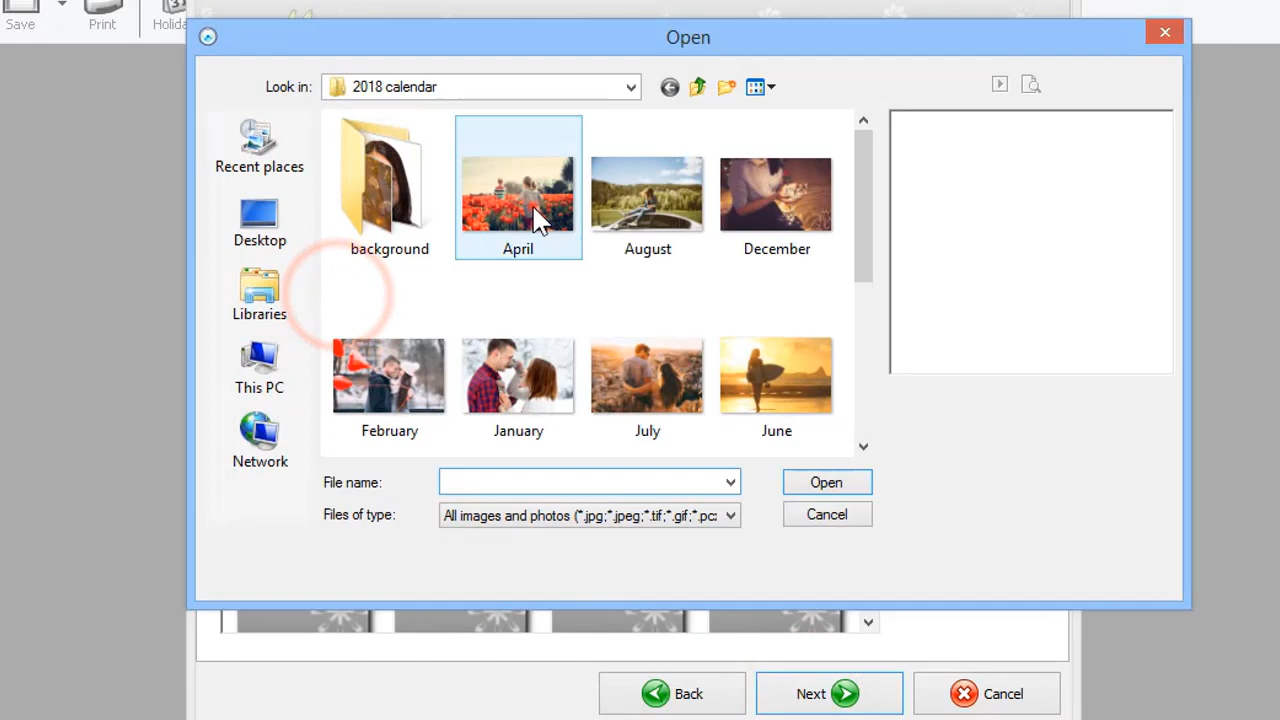 Save
Print
Holida
Open
Look in:
2018 calendar
Recent places
Desktop
Libraries
This PC
Network
background
April
August
December
February
January
July
June
File name:
Open
Files of type:
All images and photos (*.jpg;*.jpeg;*.tif;*.gif;*.pc
Cancel
Back
Next
Cancel